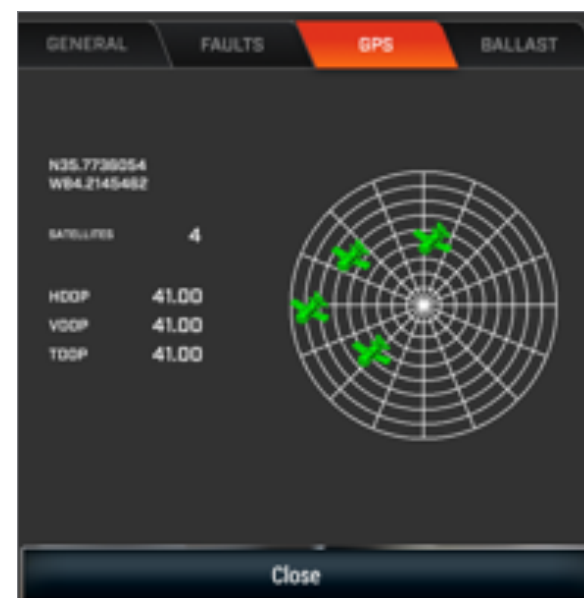 GENERAL FAULTS GPS BALLAST
N35.7736054
W84.2145462
SATELLITES 4
HDOP 41.00
VDOP 41.00
TDOP 41.00
Close